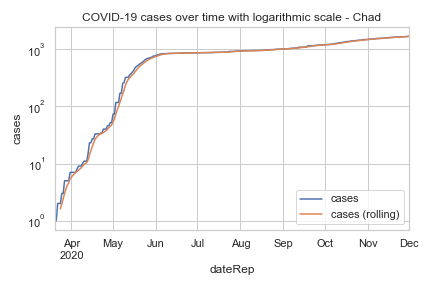 COVID-19 cases over time with logarithmic scale - Chad
cases
10³
10²
10¹
10⁰
cases
cases (rolling)
Apr May Jun Jul Aug Sep Oct Nov Dec
2020
dateRep